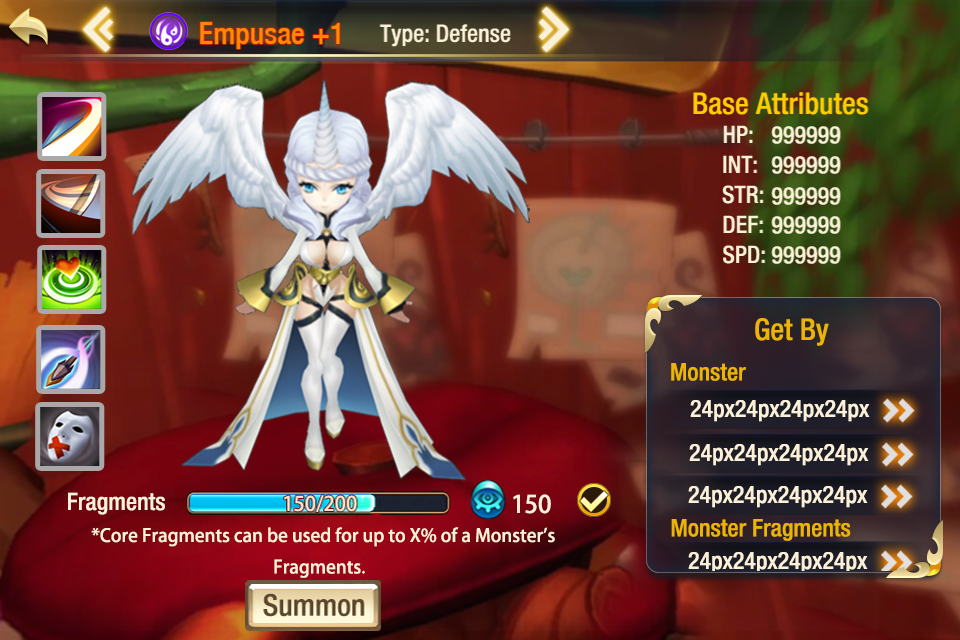 Empusae +1
Type: Defense
Base Attributes
HP: 999999
INT: 999999
STR: 999999
DEF: 999999
SPD: 999999
Get By
Monster
24px24px24px24px
24px24px24px24px
24px24px24px24px
Monster Fragments
24px24px24px24px
Fragments 150/200 150
*Core Fragments can be used for up to X% of a Monster's
Fragments.
Summon